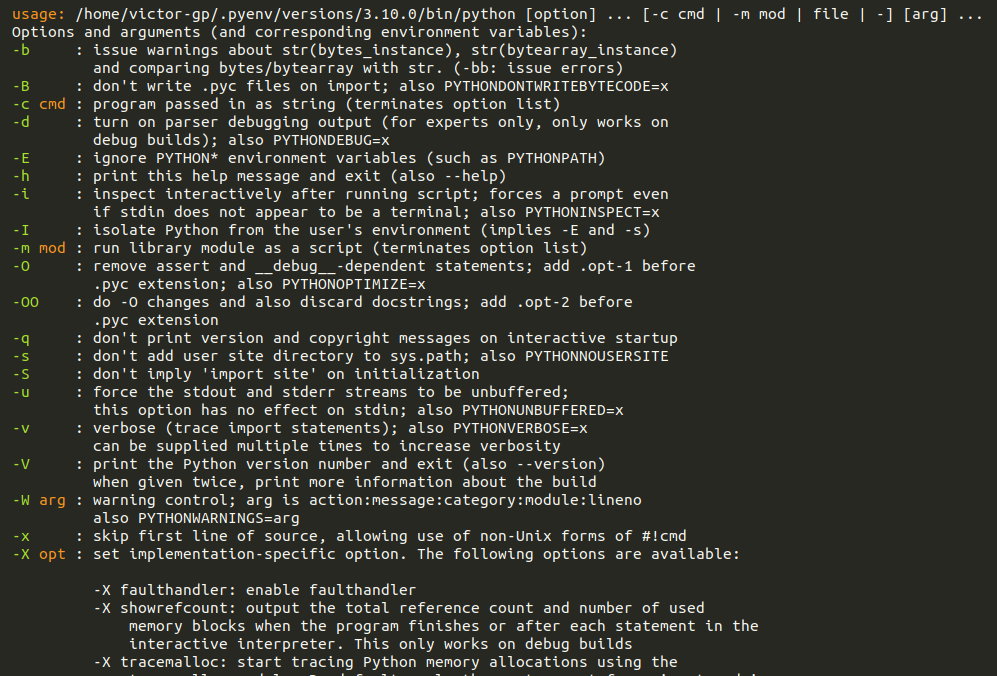 usage: /home/victor-gp/.pyenv/versions/3.10.0/bin/python [option] ... [-c cmd | -m mod | file | -] [arg] ...
Options and arguments (and corresponding environment variables):
-b     : issue warnings about str(bytes_instance), str(bytearray_instance)
         and comparing bytes/bytearray with str. (-bb: issue errors)
-B     : don't write .pyc files on import; also PYTHONDONTWRITEBYTECODE=x
-c cmd : program passed in as string (terminates option list)
-d     : turn on parser debugging output (for experts only, only works on
         debug builds); also PYTHONDEBUG=x
-E     : ignore PYTHON* environment variables (such as PYTHONPATH)
-h     : print this help message and exit (also --help)
-i     : inspect interactively after running script; forces a prompt even
         if stdin does not appear to be a terminal; also PYTHONINSPECT=x
-I     : isolate Python from the user's environment (implies -E and -s)
-m mod : run library module as a script (terminates option list)
-O     : remove assert and __debug__-dependent statements; add .opt-1 before
         .pyc extension; also PYTHONOPTIMIZE=x
-OO    : do -O changes and also discard docstrings; add .opt-2 before
         .pyc extension
-q     : don't print version and copyright messages on interactive startup
-s     : don't add user site directory to sys.path; also PYTHONNOUSERSITE
-S     : don't imply 'import site' on initialization
-u     : force the stdout and stderr streams to be unbuffered;
         this option has no effect on stdin; also PYTHONUNBUFFERED=x
-v     : verbose (trace import statements); also PYTHONVERBOSE=x
         can be supplied multiple times to increase verbosity
-V     : print the Python version number and exit (also --version)
         when given twice, print more information about the build
-W arg : warning control; arg is action:message:category:module:lineno
         also PYTHONWARNINGS=arg
-x     : skip first line of source, allowing use of non-Unix forms of #!cmd
-X opt : set implementation-specific option. The following options are available:
         -X faulthandler: enable faulthandler
         -X showrefcount: output the total reference count and number of used
             memory blocks when the program finishes or after each statement in the
             interactive interpreter. This only works on debug builds
         -X tracemalloc: start tracing Python memory allocations using the